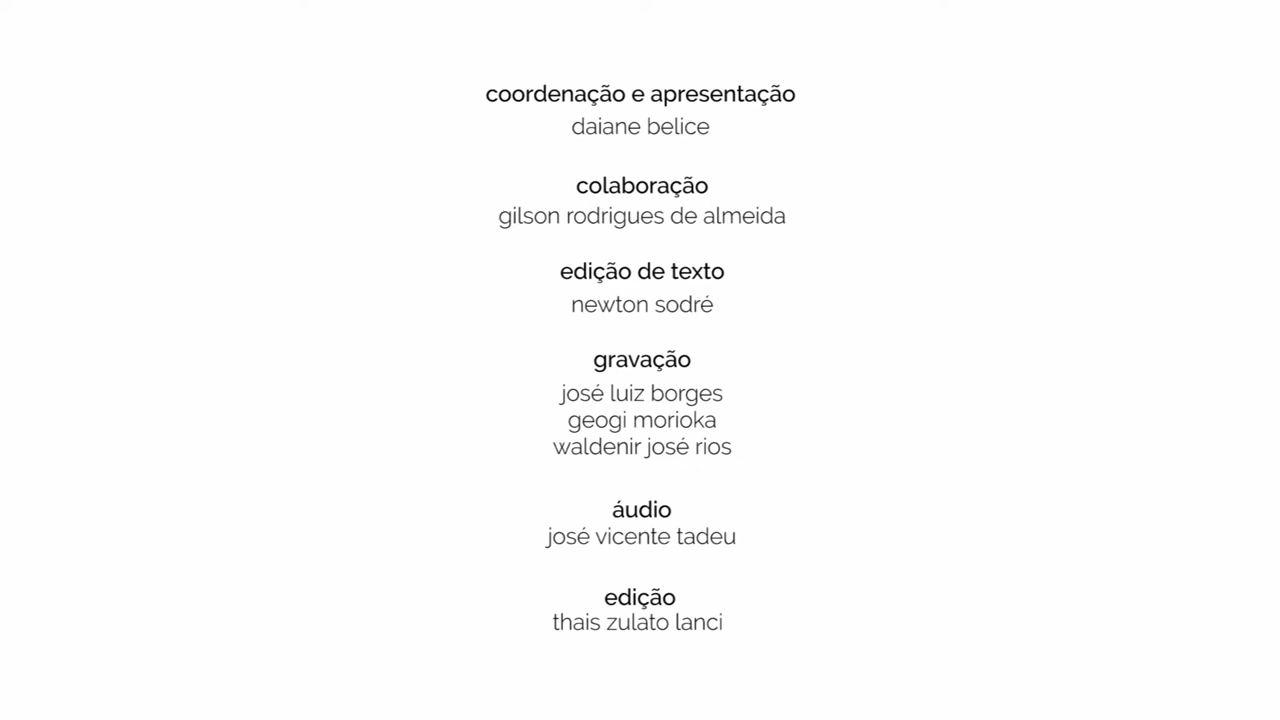 coordenação e apresentação
daiane belice
colaboração
gilson rodrigues de almeida
edição de texto
newton sodré
gravação
josé luiz borges
geogi morioka
waldenir josé rios
áudio
josé vicente tadeu
edição
thais zulato lanci